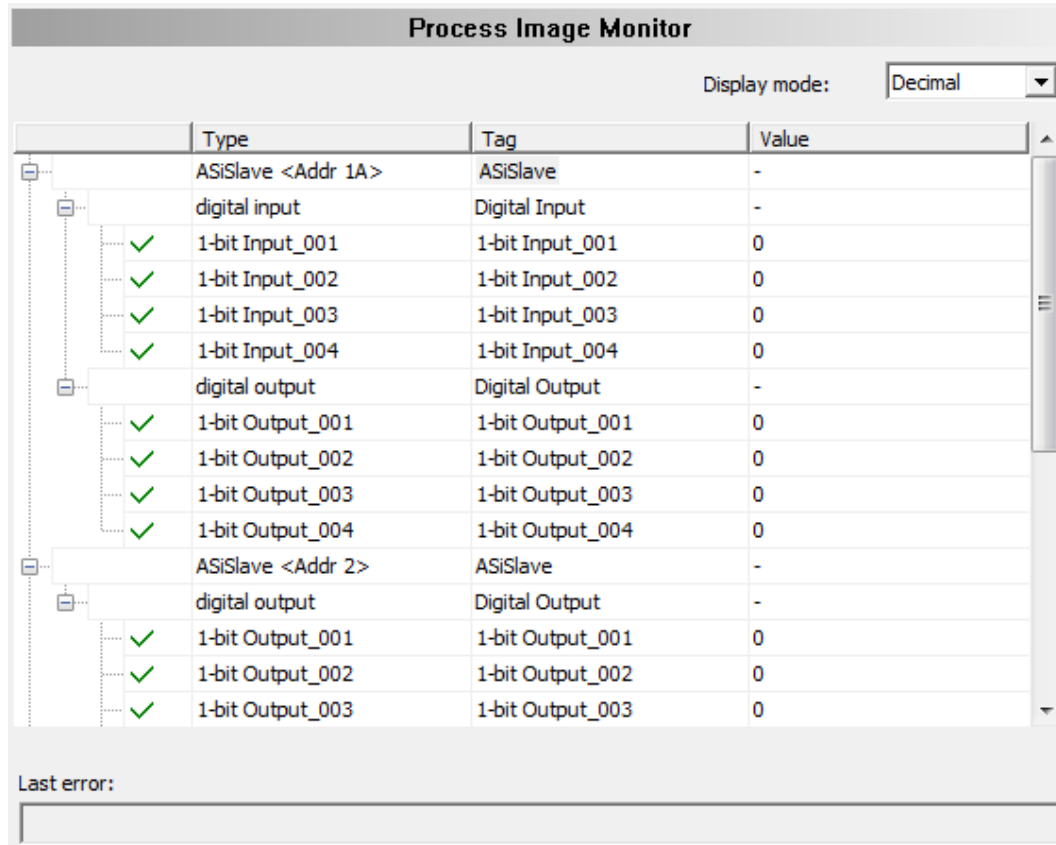 Process Image Monitor
Display mode: Decimal
Type Tag Value
ASiSlave <Addr 1A> ASiSlave -
digital input Digital Input -
1-bit Input_001 1-bit Input_001 0
1-bit Input_002 1-bit Input_002 0
1-bit Input_003 1-bit Input_003 0
1-bit Input_004 1-bit Input_004 0
digital output Digital Output -
1-bit Output_001 1-bit Output_001 0
1-bit Output_002 1-bit Output_002 0
1-bit Output_003 1-bit Output_003 0
1-bit Output_004 1-bit Output_004 0
ASiSlave <Addr 2> ASiSlave -
digital output Digital Output -
1-bit Output_001 1-bit Output_001 0
1-bit Output_002 1-bit Output_002 0
1-bit Output_003 1-bit Output_003 0
Last error: